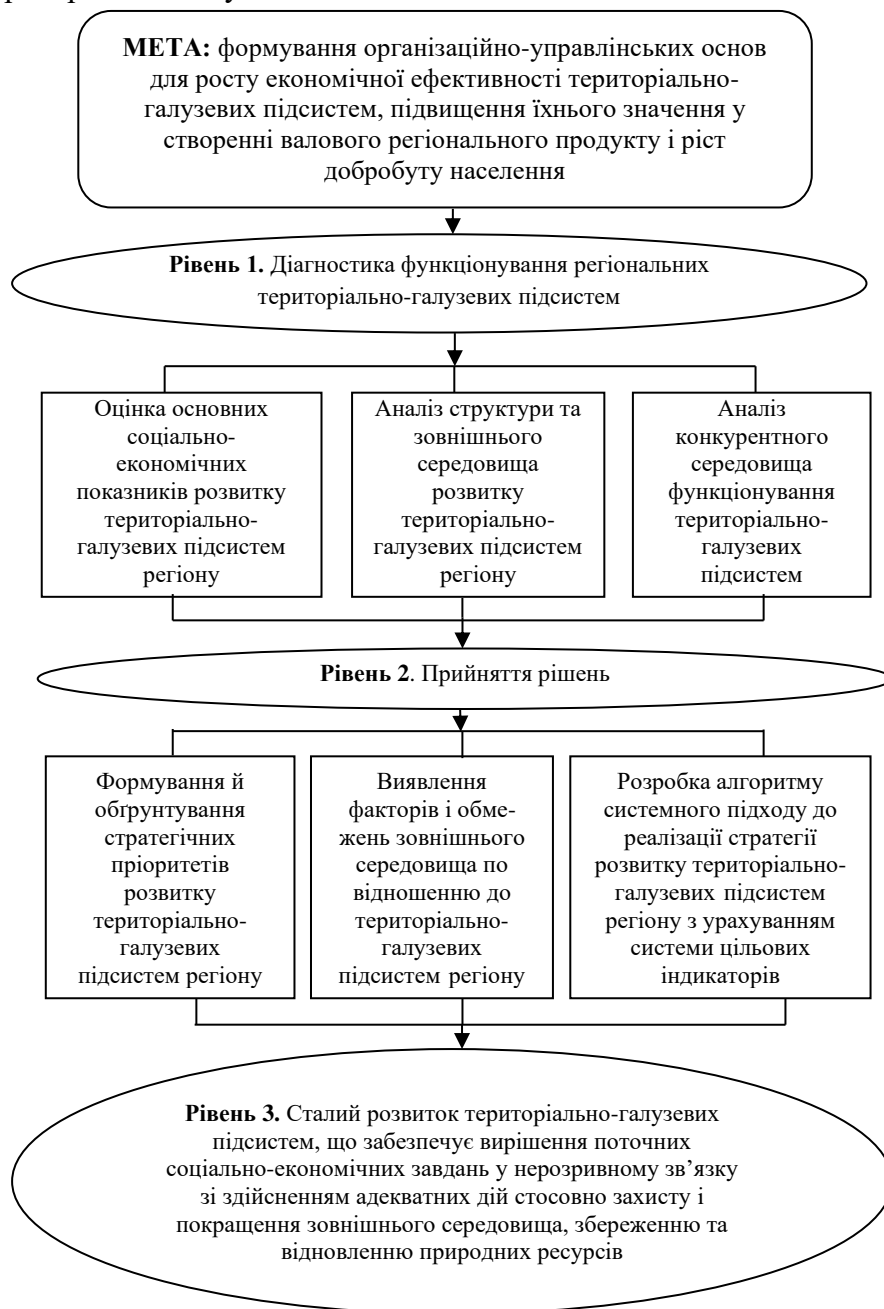 МЕТА: формування організаційно-управлінських основ
для росту економічної ефективності територіально-
галузевих підсистем, підвищення їхнього значення у
створенні валового регіонального продукту і ріст
добробуту населення
Рівень 1. Діагностика функціонування регіональних
територіально-галузевих підсистем
Оцінка основних
соціально-
економічних
показників розвитку
територіально-
галузевих підсистем
регіону
Аналіз структури та
зовнішнього
середовища
розвитку
територіально-
галузевих підсистем
регіону
Аналіз
конкурентного
середовища
функціонування
територіально-
галузевих
підсистем
Рівень 2. Прийняття рішень
Формування й
обґрунтування
стратегічних
пріоритетів
розвитку
територіально-
галузевих
підсистем регіону
Виявлення
факторів і обме-
жень зовнішнього
середовища по
відношенню до
територіально-
галузевих
підсистем регіону
Розробка алгоритму
системного підходу до
реалізації стратегії
розвитку територіально-
галузевих підсистем
регіону з урахуванням
системи цільових
індикаторів
Рівень 3. Сталий розвиток територіально-галузевих
підсистем, що забезпечує вирішення поточних
соціально-економічних завдань у нерозривному зв’язку
зі здійсненням адекватних дій стосовно захисту і
покращення зовнішнього середовища, збереженню та
відновленню природних ресурсів